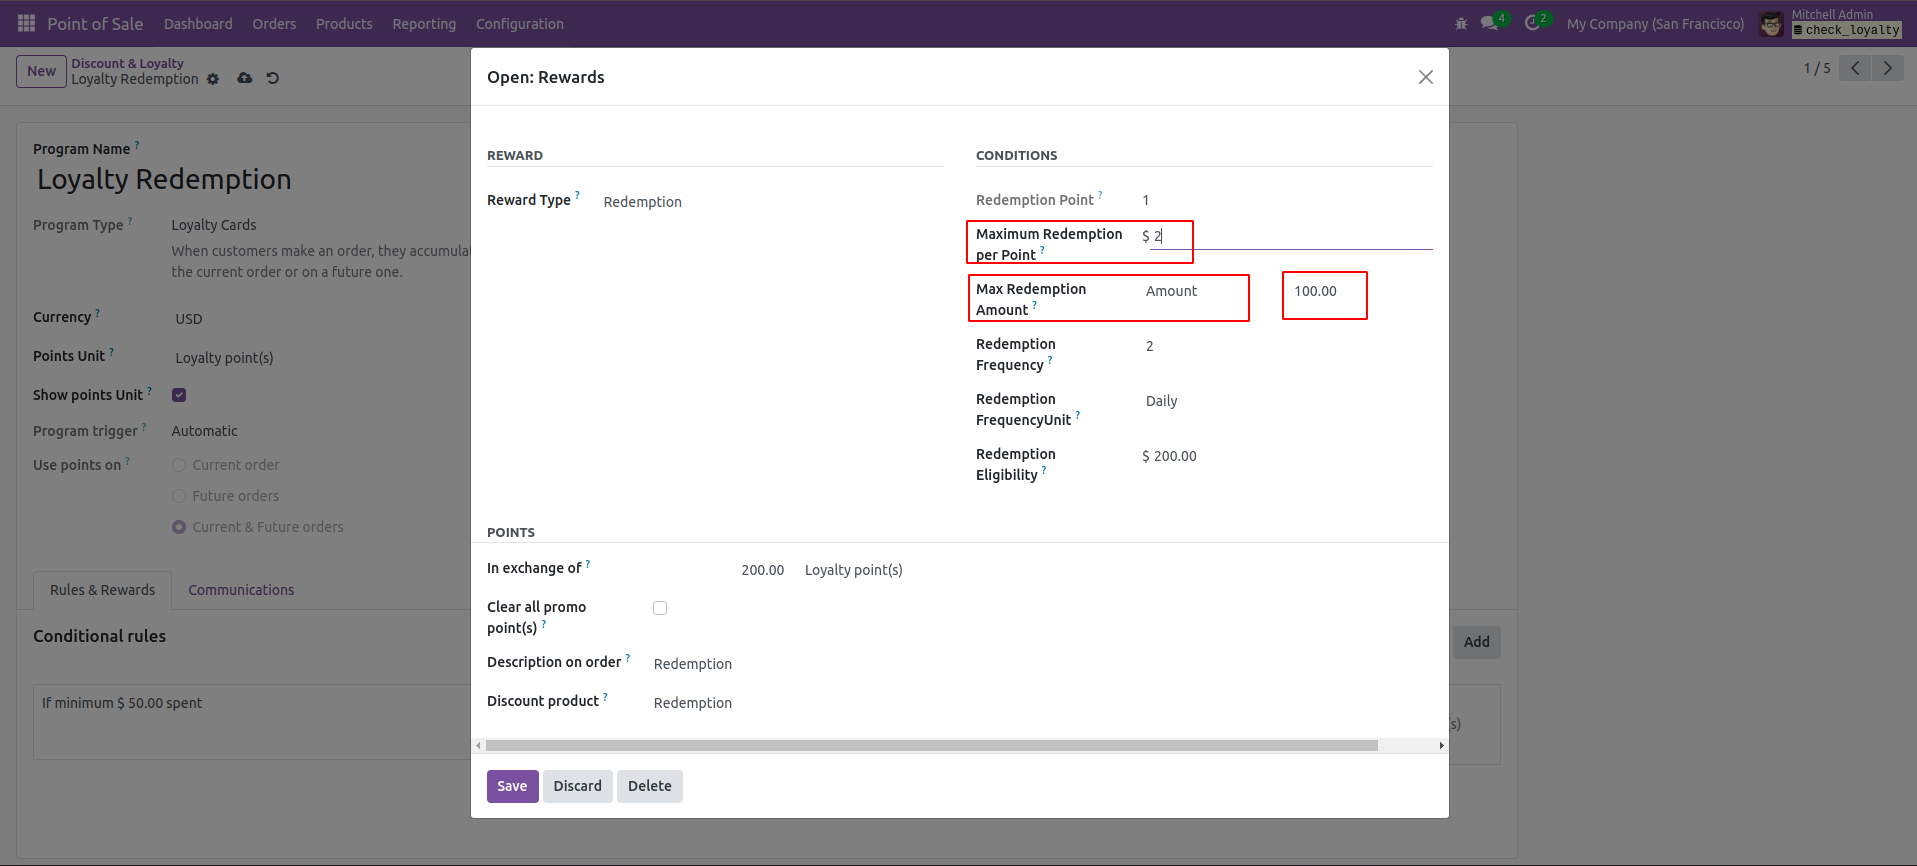 Point of Sale Dashboard Orders Products Reporting Configuration 4 2 My Company (San Francisco) Mitchell Admin
check_loyalty
New Discount & Loyalty
Loyalty Redemption
1 / 5
Open: Rewards
Program Name ?
Loyalty Redemption
Program Type ? Loyalty Cards
When customers make an order, they accumula
the current order or on a future one.
Currency ? USD
Points Unit ? Loyalty point(s)
Show points Unit ?
Program trigger ? Automatic
Use points on ? Current order
Future orders
Current & Future orders
Rules & Rewards Communications
Conditional rules
If minimum $ 50.00 spent
REWARD
Reward Type ? Redemption
CONDITIONS
Redemption Point ? 1
Maximum Redemption
per Point ? $ 2
Max Redemption
Amount ? Amount 100.00
Redemption
Frequency ? 2
Redemption
FrequencyUnit ? Daily
Redemption
Eligibility ? $ 200.00
POINTS
In exchange of ? 200.00 Loyalty point(s)
Clear all promo
point(s) ?
Description on order ? Redemption
Discount product ? Redemption
Save Discard Delete
Add
s)